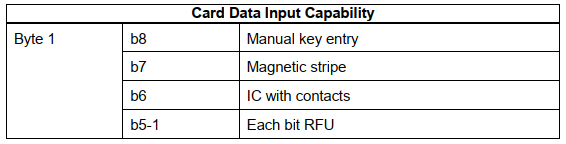 Card Data Input Capability
Byte 1 b8 Manual key entry
b7 Magnetic stripe
b6 IC with contacts
b5-1 Each bit RFU